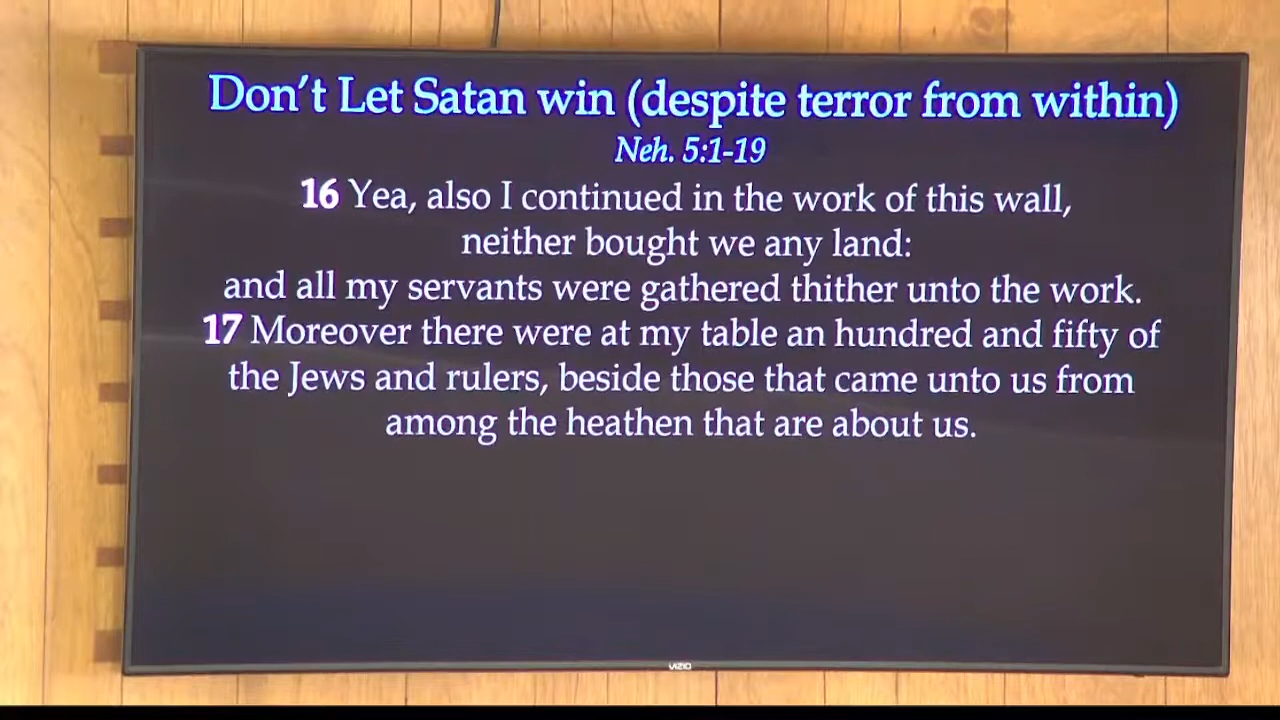 Don't Let Satan win (despite terror from within)
Neh. 5:1-19
16 Yea, also I continued in the work of this wall,
neither bought we any land:
and all my servants were gathered thither unto the work.
17 Moreover there were at my table an hundred and fifty of
the Jews and rulers, beside those that came unto us from
among the heathen that are about us.
VIZIO